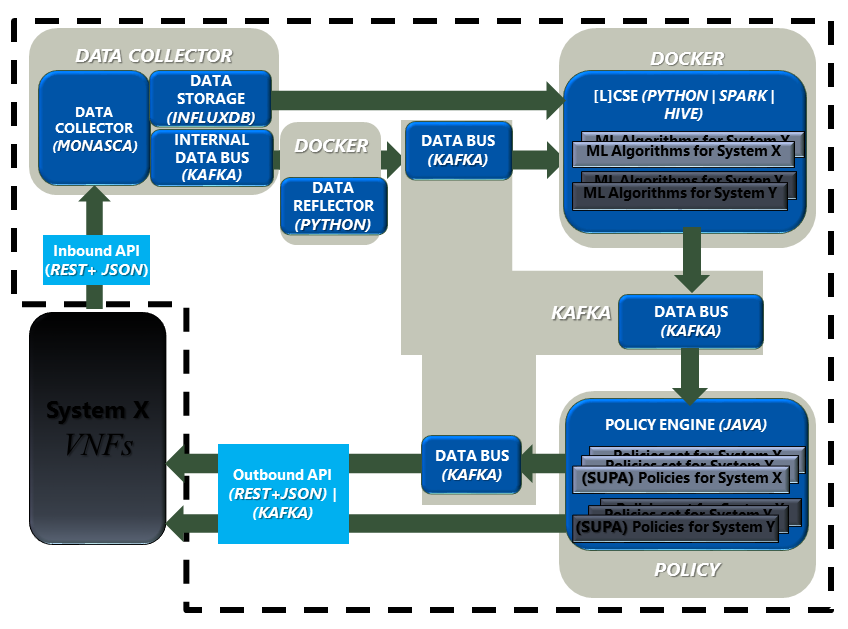 DATA COLLECTOR
DATA
COLLECTOR
(MONASCA)
DATA
STORAGE
(INFLUXDB)
INTERNAL
DATA BUS
(KAFKA)
DOCKER
DATA
REFLECTOR
(PYTHON)
DATA BUS
(KAFKA)
DOCKER
[L]CSE (PYTHON | SPARK |
HIVE)
ML Algorithms for System X
ML Algorithms for System X
ML Algorithms for System Y
ML Algorithms for System Y
Inbound API
(REST+ JSON)
KAFKA
DATA BUS
(KAFKA)
System X
VNFs
Outbound API
(REST+JSON) |
(KAFKA)
DATA BUS
(KAFKA)
POLICY ENGINE (JAVA)
Policies set for System X
Policies set for System X
(SUPA) Policies for System X
Policies set for System Y
Policies set for System Y
(SUPA) Policies for System Y
POLICY